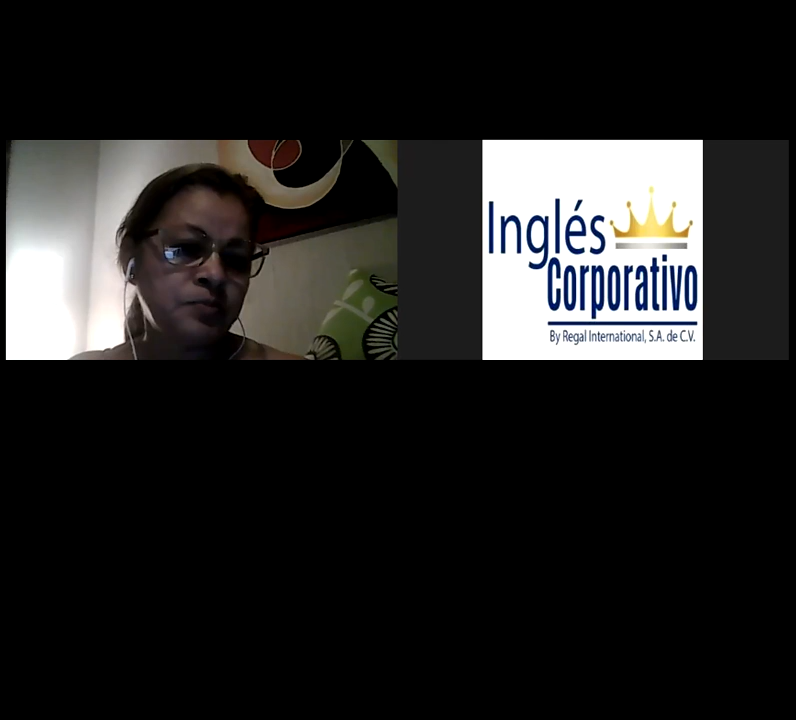 Inglés
Corporativo
By Regal International, S.A. de C.V.